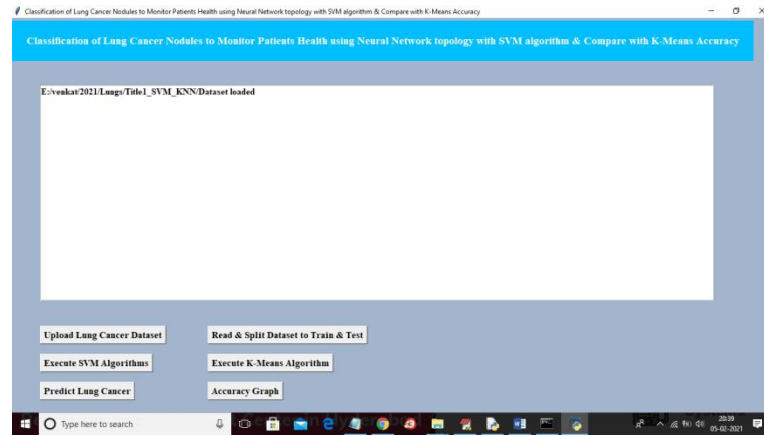 Classification of Lung Cancer Nodules to Monitor Patients Health using Neural Network topology with SVM algorithm & Compare with K-Means Accuracy
Classification of Lung Cancer Nodules to Monitor Patients Health using Neural Network topology with SVM algorithm & Compare with K-Means Accuracy
E:/venkat/2021/Lungs/Title1_SVM_KNN/Dataset loaded
Upload Lung Cancer Dataset
Read & Split Dataset to Train & Test
Execute SVM Algorithms
Execute K-Means Algorithm
Predict Lung Cancer
Accuracy Graph
Type here to search
20:39
05-02-2021